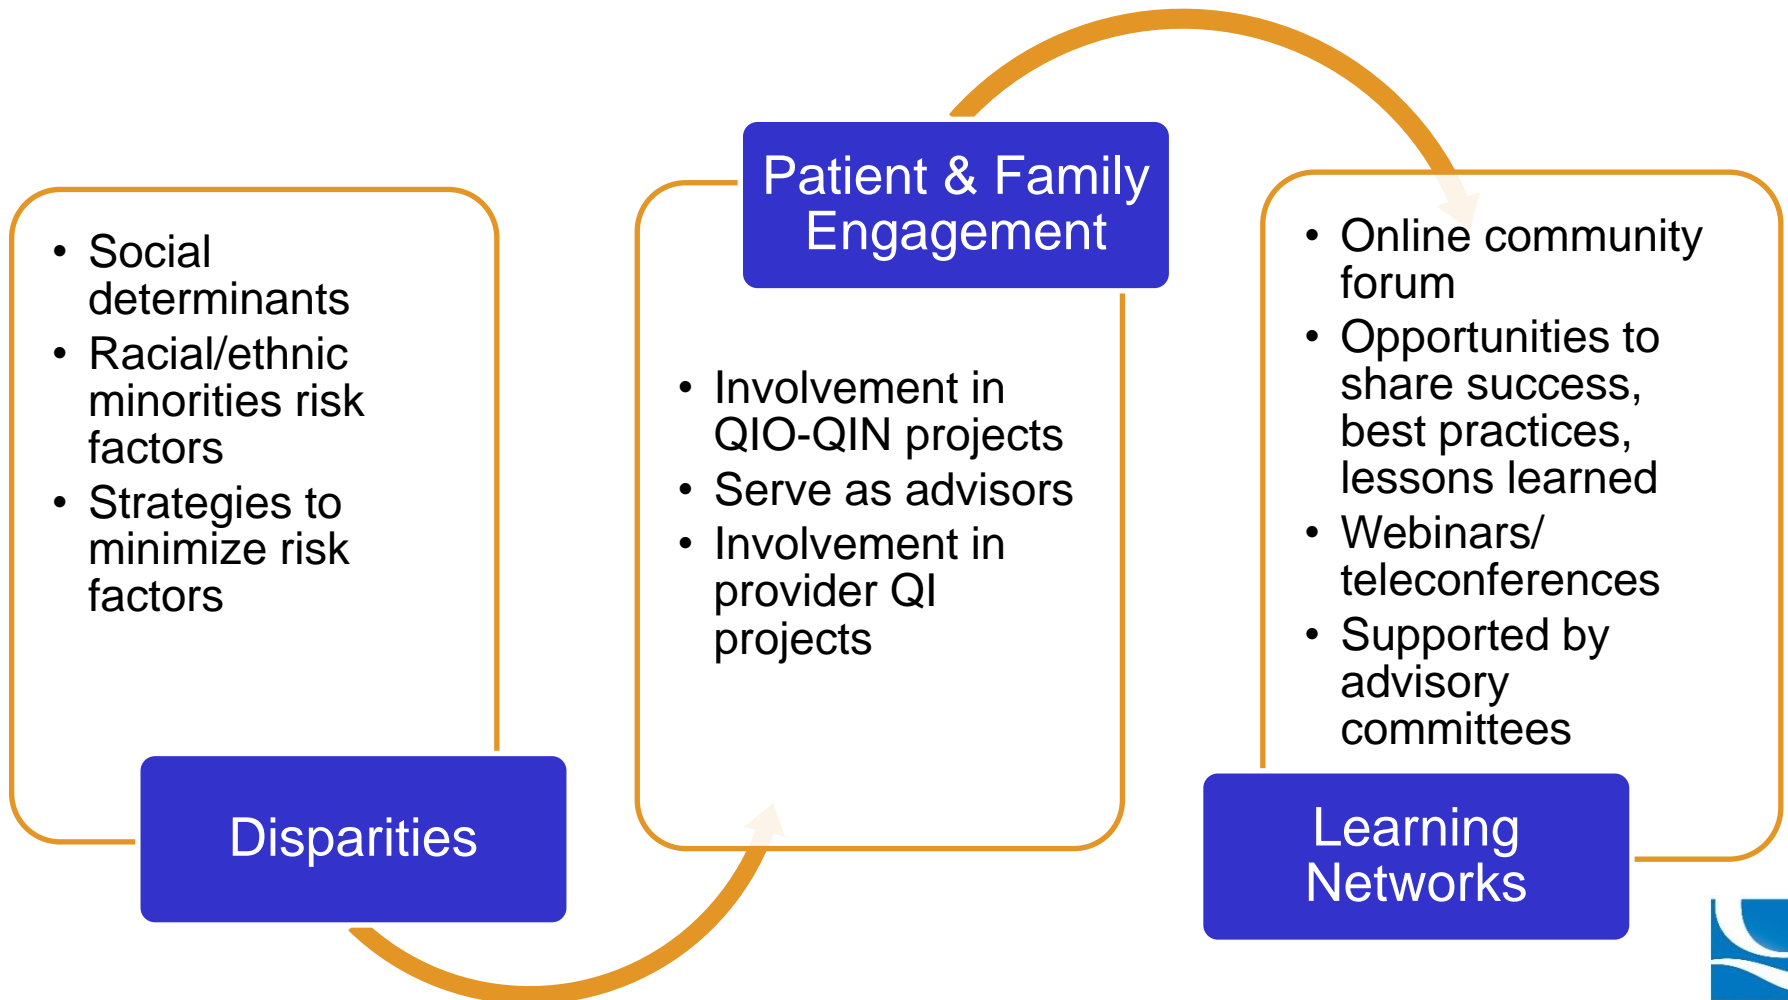 • Social
determinants
• Racial/ethnic
minorities risk
factors
• Strategies to
minimize risk
factors
Disparities
Patient & Family
Engagement
• Involvement in
QIO-QIN projects
• Serve as advisors
• Involvement in
provider QI
projects
• Online community
forum
• Opportunities to
share success,
best practices,
lessons learned
• Webinars/
teleconferences
• Supported by
advisory
committees
Learning
Networks